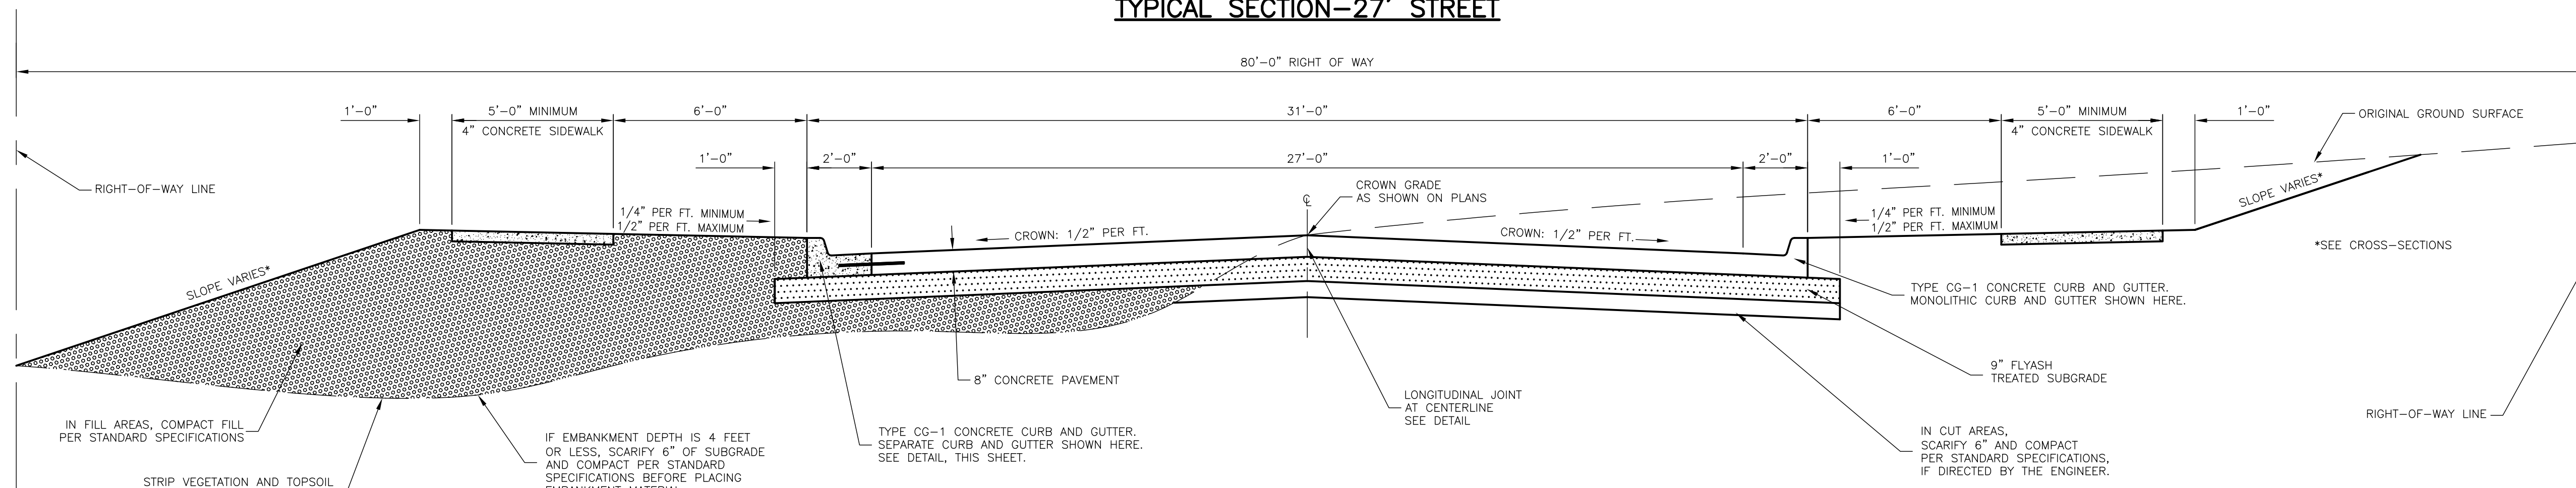 TYPICAL SECTION-27' STREET
80'-0" RIGHT OF WAY
1'-0"
5'-0" MINIMUM
4" CONCRETE SIDEWALK
6'-0"
31'-0"
6'-0"
5'-0" MINIMUM
4" CONCRETE SIDEWALK
1'-0"
ORIGINAL GROUND SURFACE
1'-0"
2'-0"
27'-0"
2'-0"
1'-0"
RIGHT-OF-WAY LINE
CROWN GRADE
AS SHOWN ON PLANS
℄
1/4" PER FT. MINIMUM
1/2" PER FT. MAXIMUM
CROWN: 1/2" PER FT.
CROWN: 1/2" PER FT.
1/4" PER FT. MINIMUM
1/2" PER FT. MAXIMUM
SLOPE VARIES*
*SEE CROSS-SECTIONS
SLOPE VARIES*
TYPE CG-1 CONCRETE CURB AND GUTTER.
MONOLITHIC CURB AND GUTTER SHOWN HERE.
8" CONCRETE PAVEMENT
9" FLYASH
TREATED SUBGRADE
LONGITUDINAL JOINT
AT CENTERLINE
SEE DETAIL
RIGHT-OF-WAY LINE
IN FILL AREAS, COMPACT FILL
PER STANDARD SPECIFICATIONS
IF EMBANKMENT DEPTH IS 4 FEET
OR LESS, SCARIFY 6" OF SUBGRADE
AND COMPACT PER STANDARD
SPECIFICATIONS BEFORE PLACING
EMBANKMENT MATERIAL
TYPE CG-1 CONCRETE CURB AND GUTTER.
SEPARATE CURB AND GUTTER SHOWN HERE.
SEE DETAIL, THIS SHEET.
IN CUT AREAS,
SCARIFY 6" AND COMPACT
PER STANDARD SPECIFICATIONS,
IF DIRECTED BY THE ENGINEER.
STRIP VEGETATION AND TOPSOIL